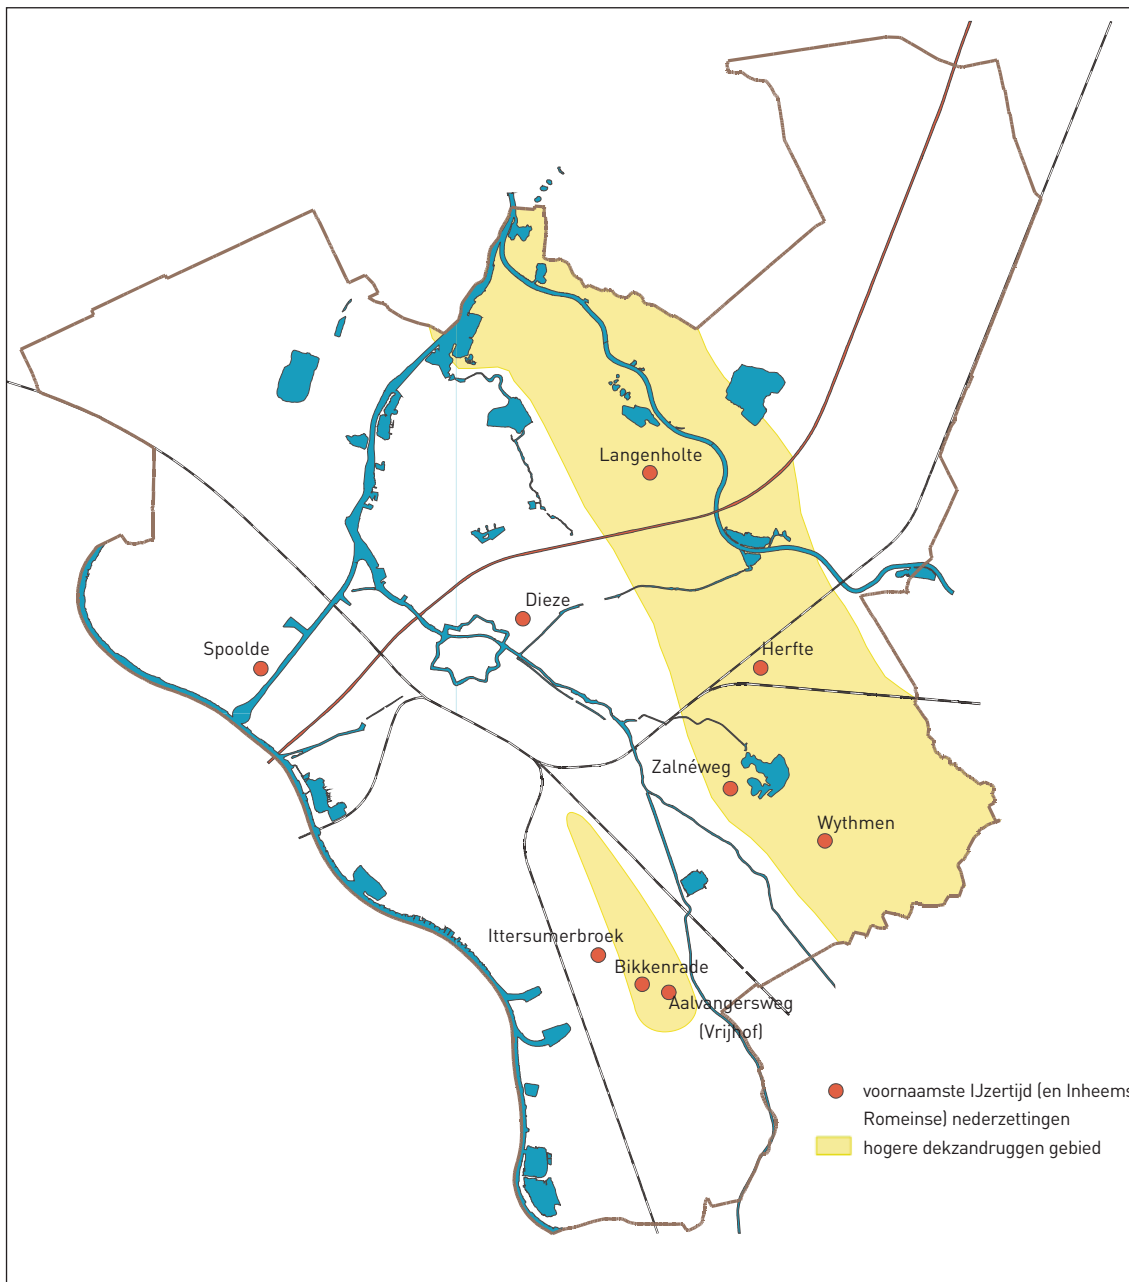 Langenholte
Dieze
Spoolde
Herfte
Zalnéweg
Wythmen
Ittersumerbroek
Bikkenrade
Aalvangersweg
(Vrijhof)
voornaamste IJzertijd (en Inheems
Romeinse) nederzettingen
hogere dekzandruggen gebied